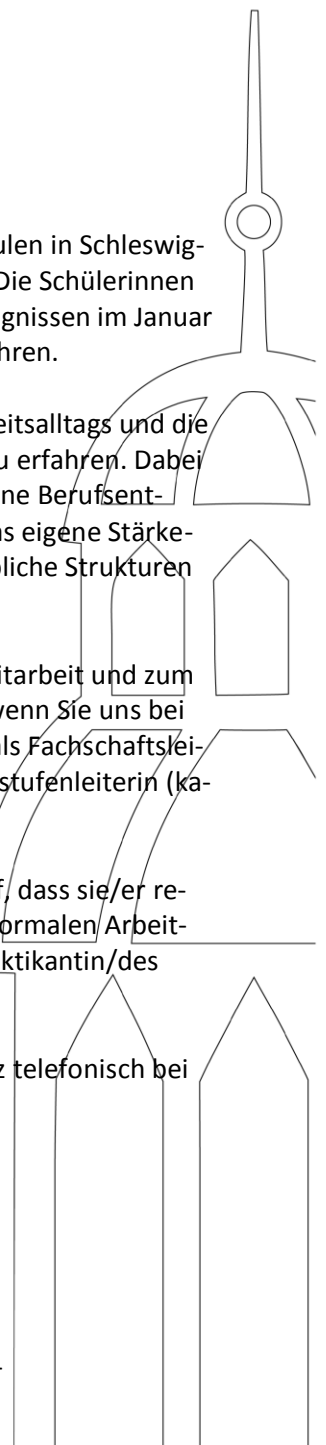 ulen in Schleswig-
Die Schülerinnen
gnissen im Januar
hren.
eitsalltags und die
u erfahren. Dabei
ne Berufsent-
s eigene Stärke-
liche Strukturen
itarbeit und zum
wenn Sie uns bei
als Fachschaftslei-
stufenleiterin (ka-
f, dass sie/er re-
ormalen Arbeit-
ktikantin/des
z telefonisch bei